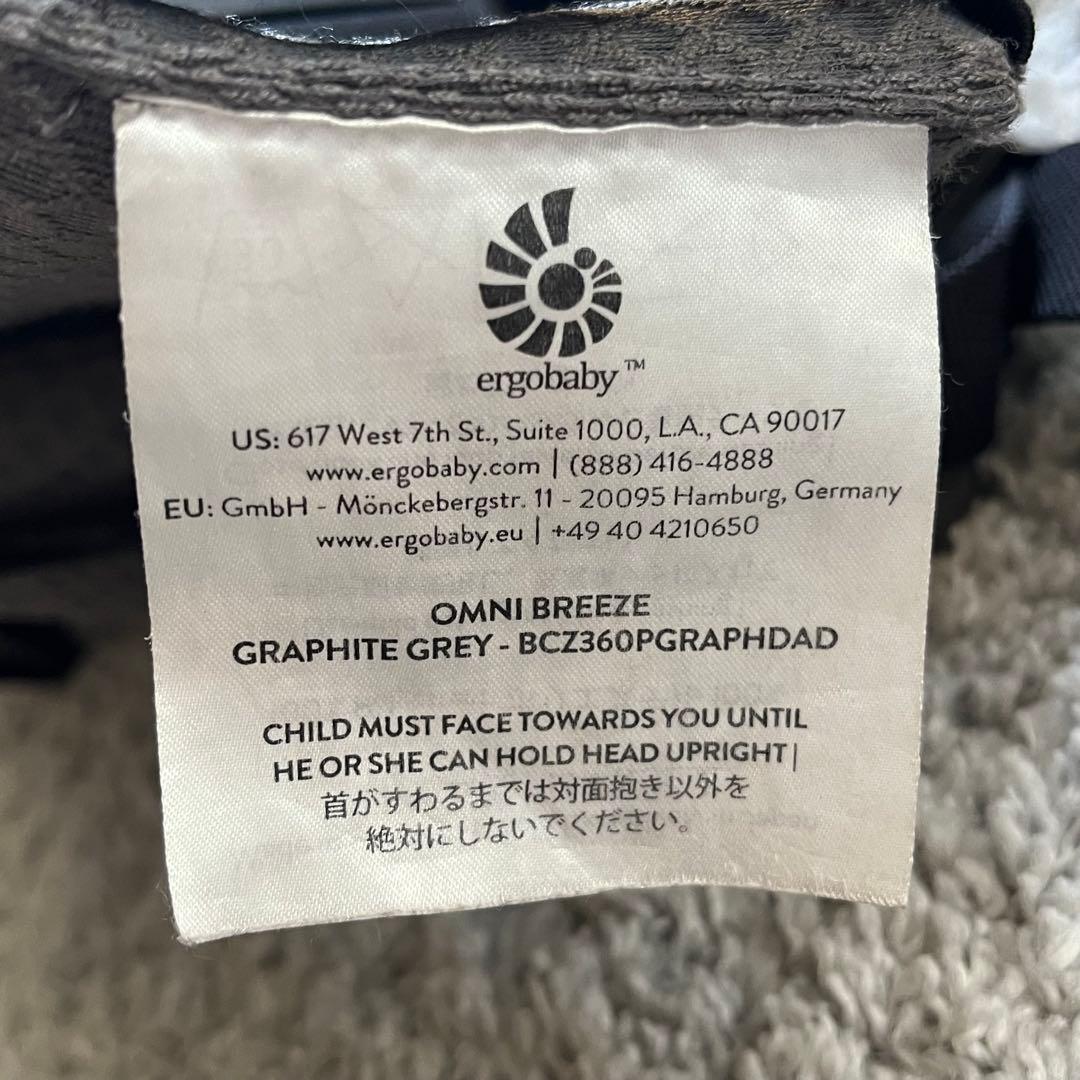 ergobaby™
US: 617 West 7th St., Suite 1000, L.A., CA 90017
www.ergobaby.com | (888) 416-4888
EU: GmbH - Mönckebergstr. 11 - 20095 Hamburg, Germany
www.ergobaby.eu | +49 40 4210650
OMNI BREEZE
GRAPHITE GREY - BCZ360PGRAPHDAD
CHILD MUST FACE TOWARDS YOU UNTIL
HE OR SHE CAN HOLD HEAD UPRIGHT |
首がすわるまでは対面抱き以外を
絶対にしないでください。